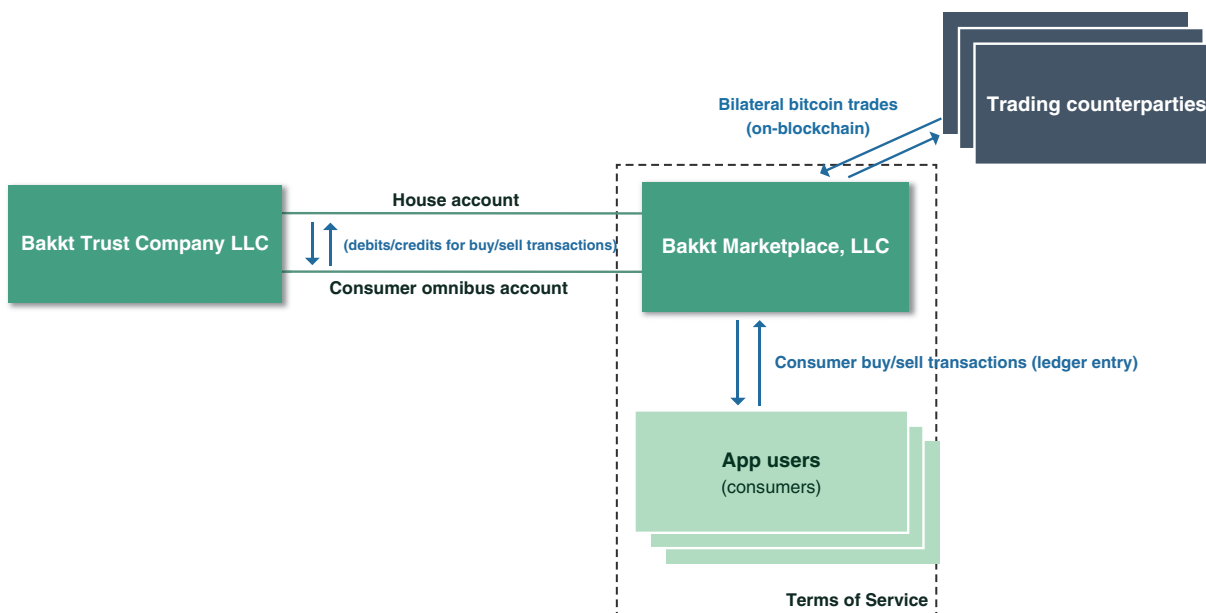 Bilateral bitcoin trades
(on-blockchain)
Trading counterparties
House account
Bakkt Trust Company LLC
(debits/credits for buy/sell transactions)
Bakkt Marketplace, LLC
Consumer omnibus account
Consumer buy/sell transactions (ledger entry)
App users
(consumers)
Terms of Service